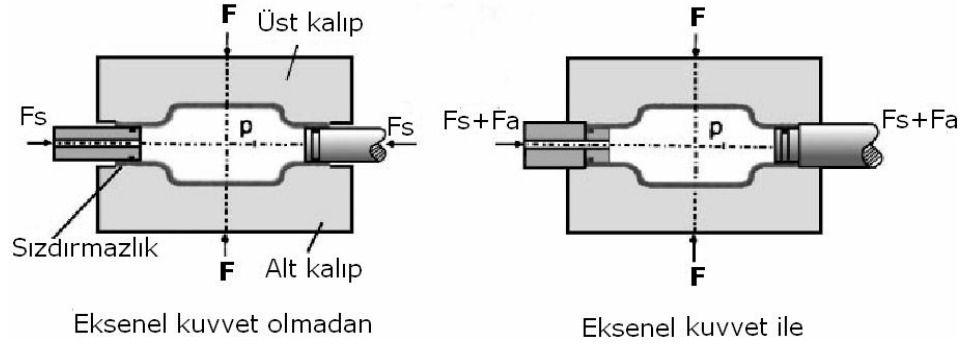 F
Üst kalıp
Fs
p
Fs
Sızdırmazlık
F
Alt kalıp
Eksenel kuvvet olmadan
F
Fs+Fa
p
Fs+Fa
F
Eksenel kuvvet ile